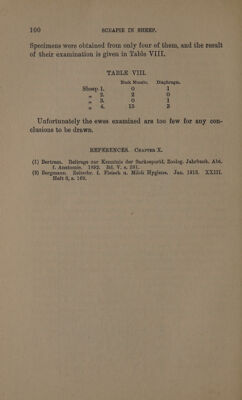 100 SCRAPIE IN SHEEP.
Specimens were obtained from only four of them, and the result
of their examination is given in Table VIII.
TABLE VIII.
Back Muscle. Diaphragm.
Sheep 1. 0 1
„ 2. 2 0
„ 3. 0 1
„ 4. 15 3
Unfortunately the ewes examined are too few for any con-
clusions to be drawn.
REFERENCES. CHAPTER X.
(1) Bertram. Beitrage zur Kenntnis der Sarkosporid. Zoolog. Jahrbuch. Abt.
f. Anatomie. 1892. Bd. V. s. 581.
(2) Bergmann. Zeitschr. f. Fleisch u. Milch Hygiene. Jan. 1913. XXIII.
Heft 8, s. 169.